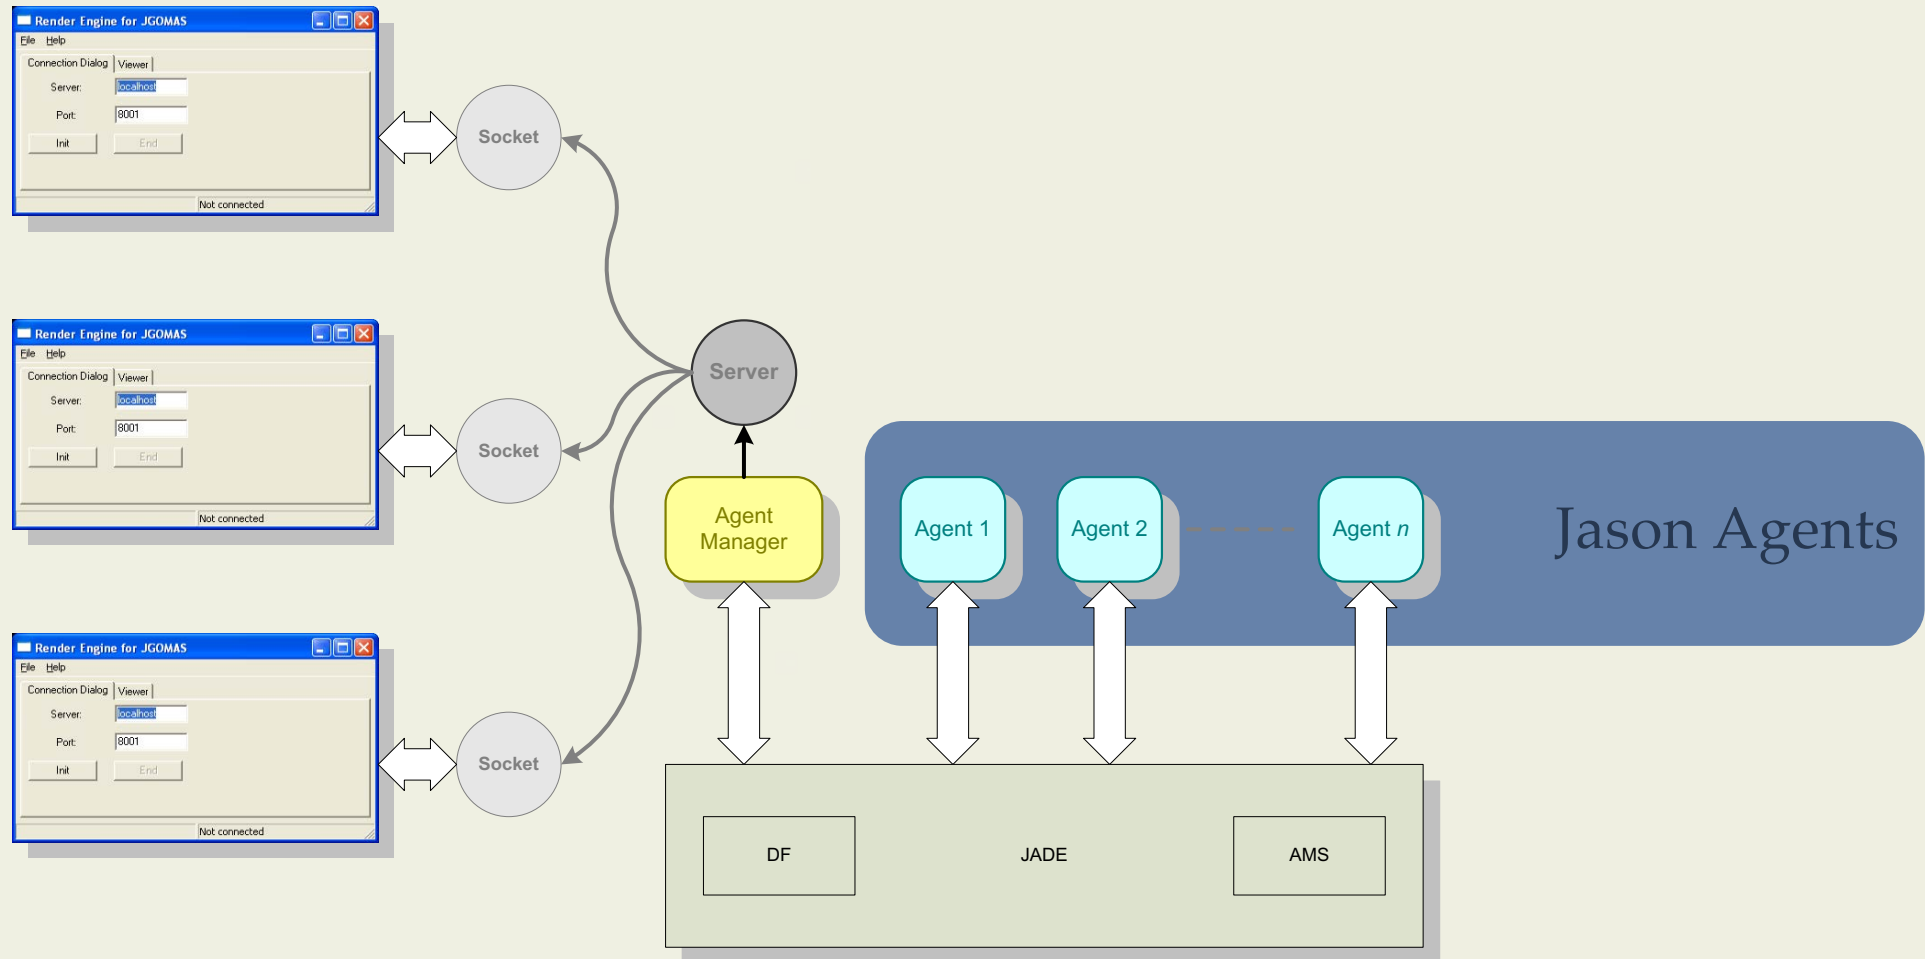 Render Engine for JGOMAS
File Help
Connection Dialog Viewer
Server: localhost
Port: 8001
Init End
Not connected
Socket
Render Engine for JGOMAS
File Help
Connection Dialog Viewer
Server: localhost
Port: 8001
Init End
Not connected
Socket
Render Engine for JGOMAS
File Help
Connection Dialog Viewer
Server: localhost
Port: 8001
Init End
Not connected
Socket
Server
Agent
Manager
Agent 1
Agent 2
Agent n
Jason Agents
DF
JADE
AMS